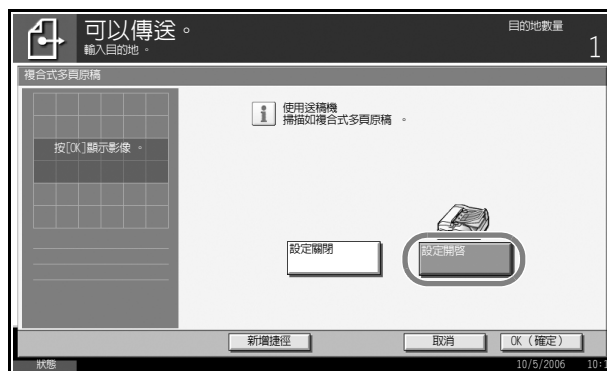 可以傳送。
輸入目的地。
目的地數量
1
複合式多頁原稿
按[OK]顯示影像。
使用送稿機
掃描如複合式多頁原稿 。
設定關閉
設定開啓
新增捷徑
取消
OK(確定)
狀態
10/5/2006 10:1